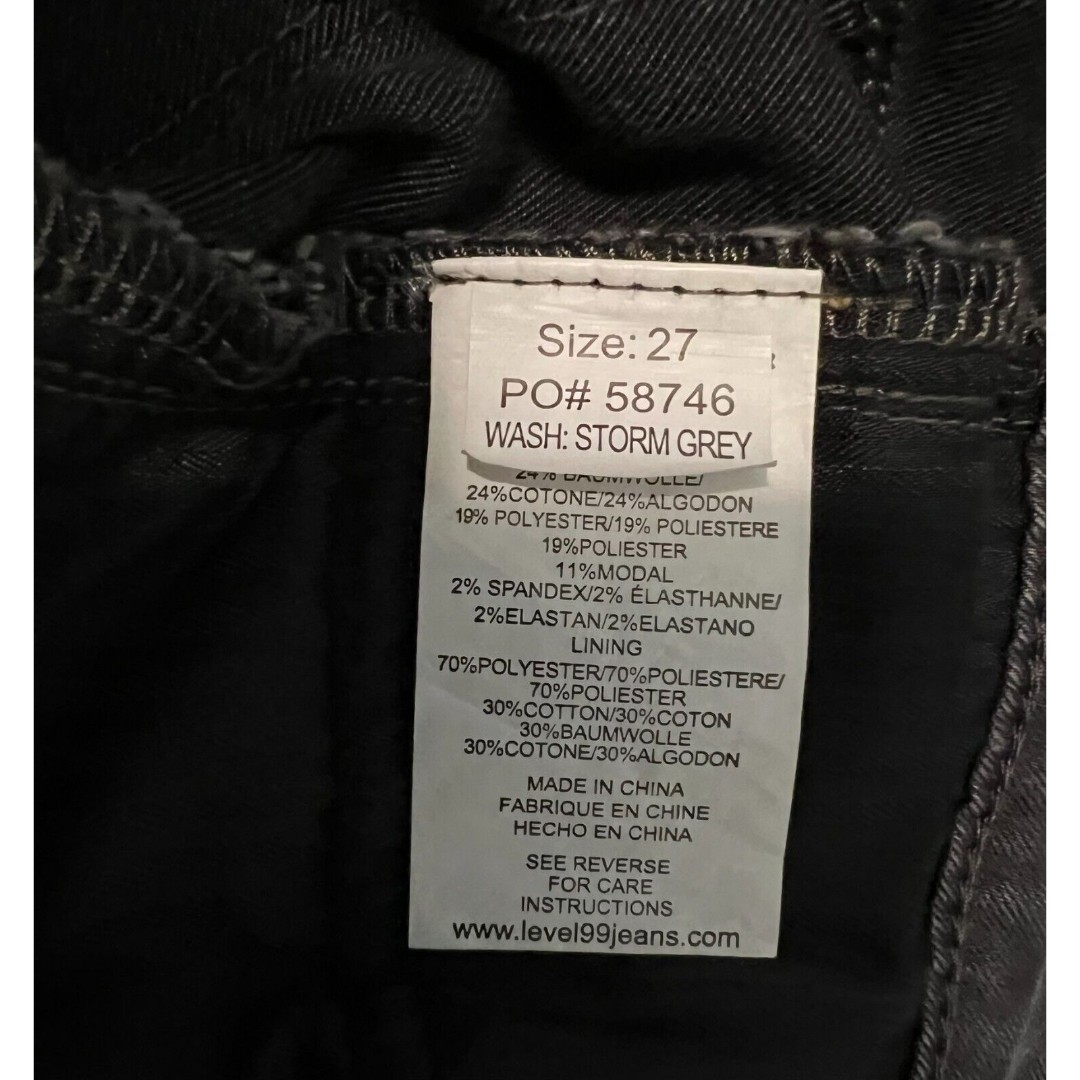 Size: 27
PO# 58746
WASH: STORM GREY
24% BAUMWOLLE/
24%COTONE/24%ALGODON
19% POLYESTER/19% POLIESTERE
19%POLIESTER
11%MODAL
2% SPANDEX/2% ÉLASTHANNE/
2%ELASTAN/2%ELASTANO
LINING
70%POLYESTER/70%POLIESTERE/
70%POLIESTER
30%COTTON/30%COTON
30%BAUMWOLLE
30%COTONE/30%ALGODON
MADE IN CHINA
FABRIQUE EN CHINE
HECHO EN CHINA
SEE REVERSE
FOR CARE
INSTRUCTIONS
www.level99jeans.com